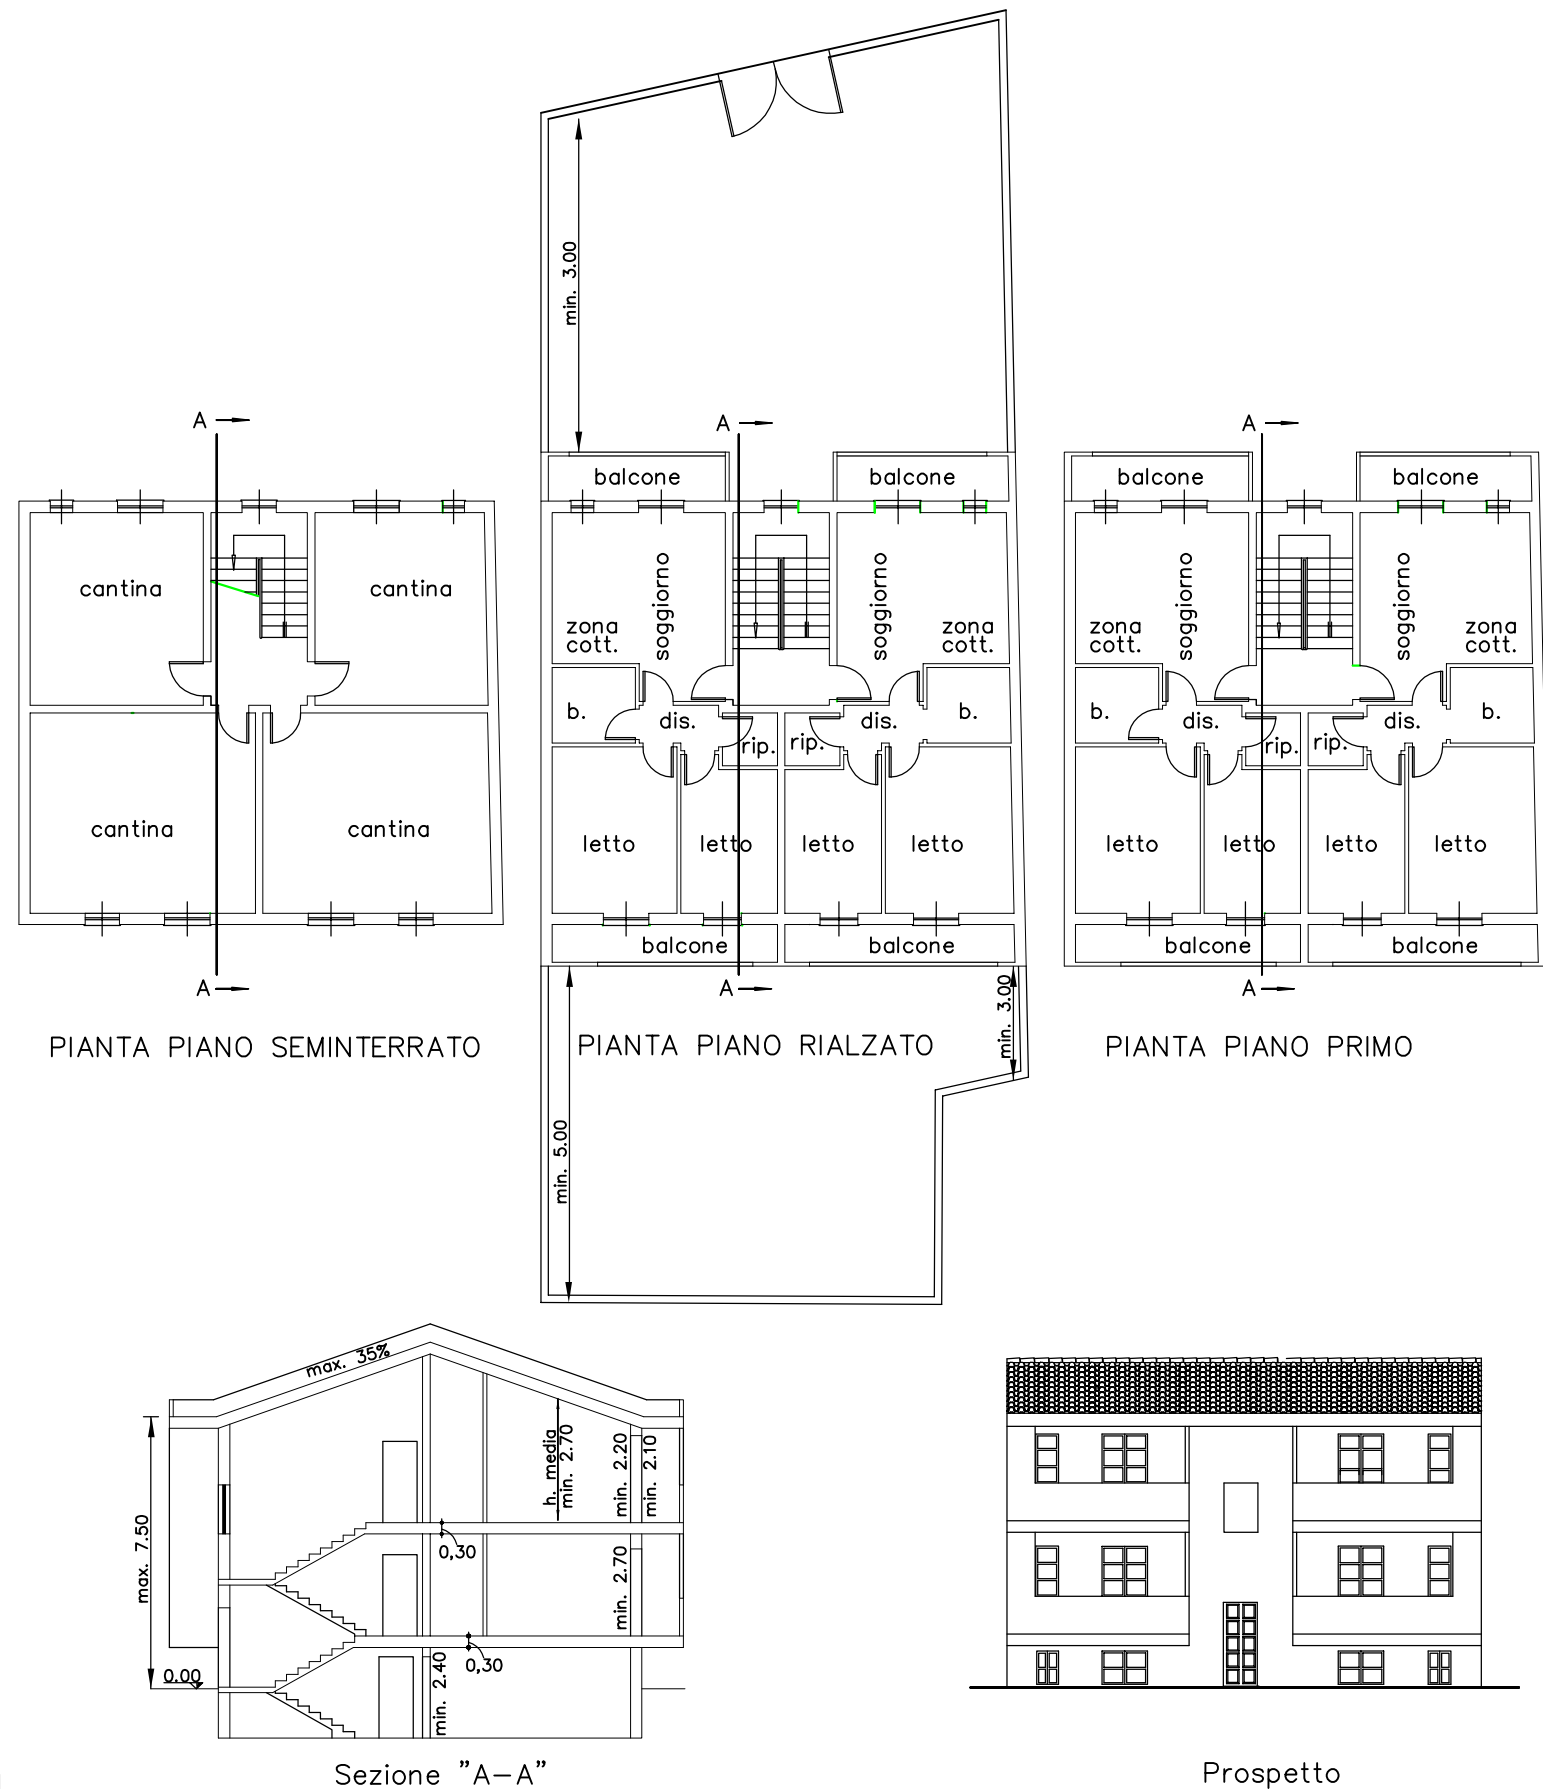 min. 3.00
A
A
A
balcone
balcone
balcone
balcone
cantina
cantina
soggiorno
soggiorno
soggiorno
soggiorno
zona
cott.
zona
cott.
zona
cott.
zona
cott.
b.
dis.
rip.
rip.
dis.
b.
b.
dis.
rip.
rip.
dis.
b.
cantina
cantina
letto
letto
letto
letto
letto
letto
letto
letto
balcone
balcone
balcone
balcone
A
A
A
min. 3.00
PIANTA PIANO SEMINTERRATO
PIANTA PIANO RIALZATO
PIANTA PIANO PRIMO
min. 5.00
max. 35%
h. media
min. 2.70
min. 2.20
min. 2.10
max. 7.50
0,30
min. 2.70
0,30
min. 2.40
0.00
Sezione "A-A"
Prospetto